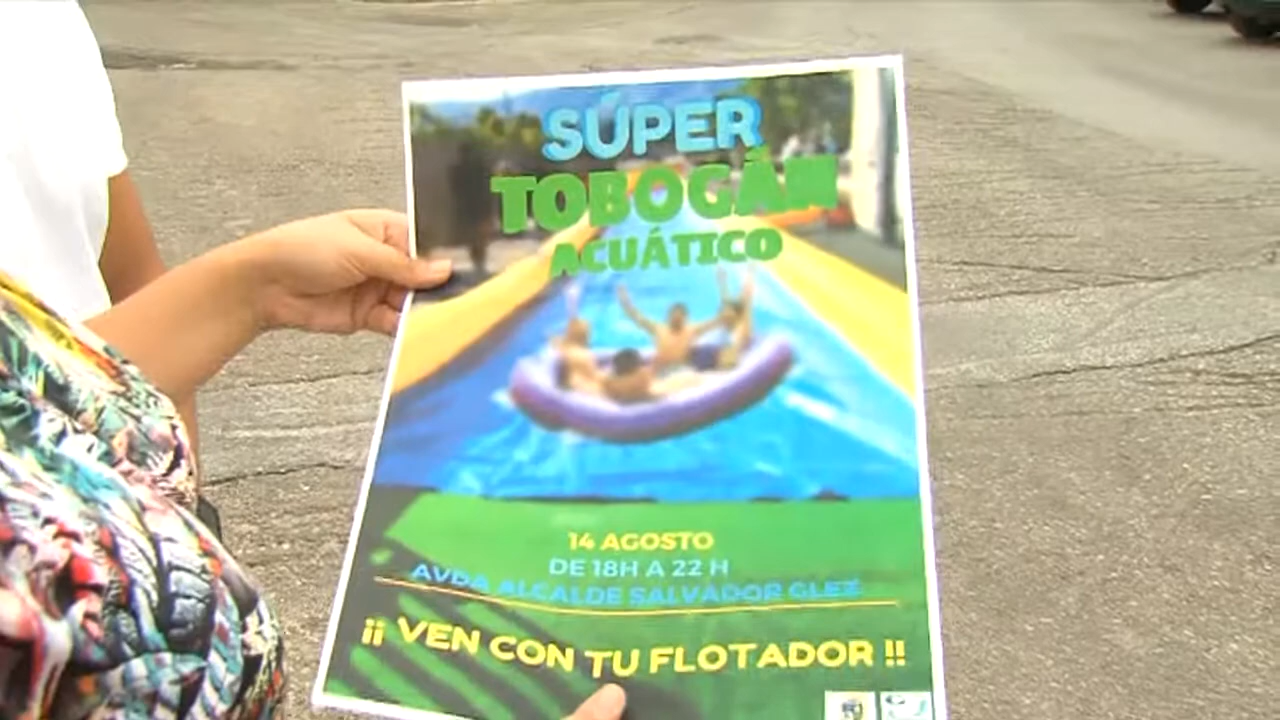 SÚPER
TOBOGÁN
ACUÁTICO
14 AGOSTO
DE 18H A 22 H
AVDA ALCALDE SALVADOR GLEZ
¡¡ VEN CON TU FLOTADOR !!